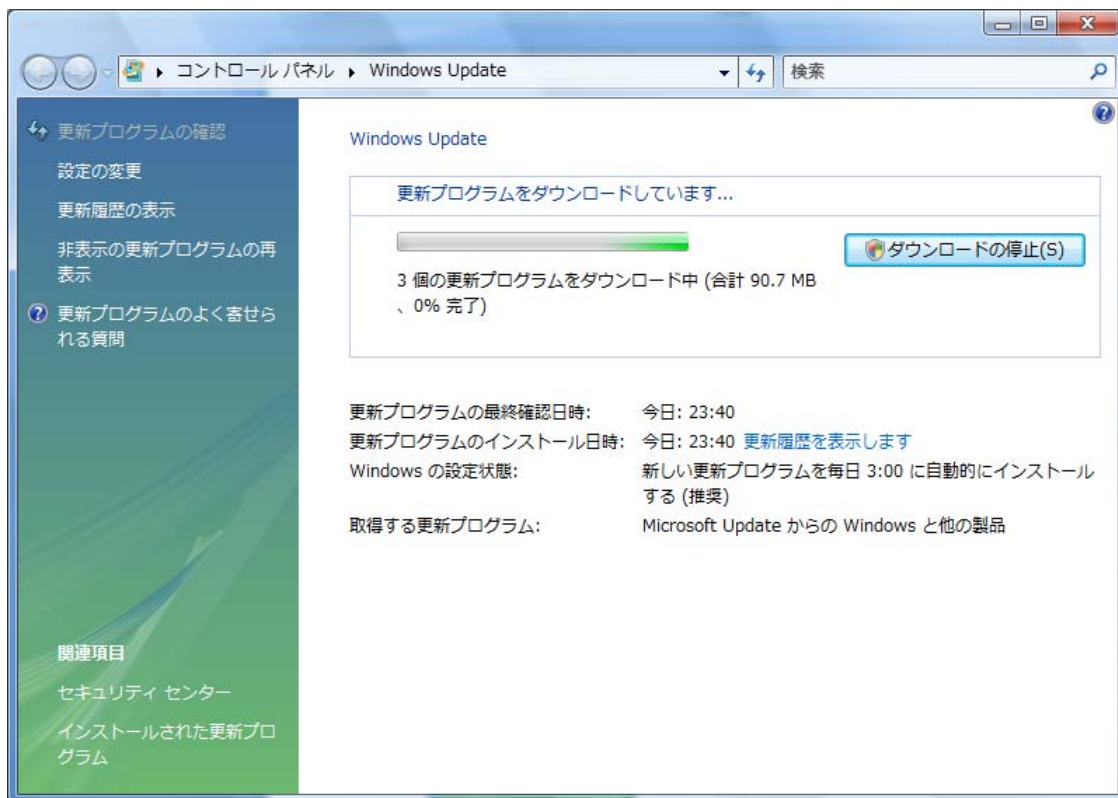 コントロール パネル ▸ Windows Update
検索
更新プログラムの確認
設定の変更
更新履歴の表示
非表示の更新プログラムの再
表示
更新プログラムのよく寄せら
れる質問
関連項目
セキュリティ センター
インストールされた更新プロ
グラム
Windows Update
更新プログラムをダウンロードしています...
3 個の更新プログラムをダウンロード中 (合計 90.7 MB
、0% 完了)
ダウンロードの停止(S)
更新プログラムの最終確認日時: 今日: 23:40
更新プログラムのインストール日時: 今日: 23:40 更新履歴を表示します
Windows の設定状態: 新しい更新プログラムを毎日 3:00 に自動的にインストール
する (推奨)
取得する更新プログラム: Microsoft Update からの Windows と他の製品